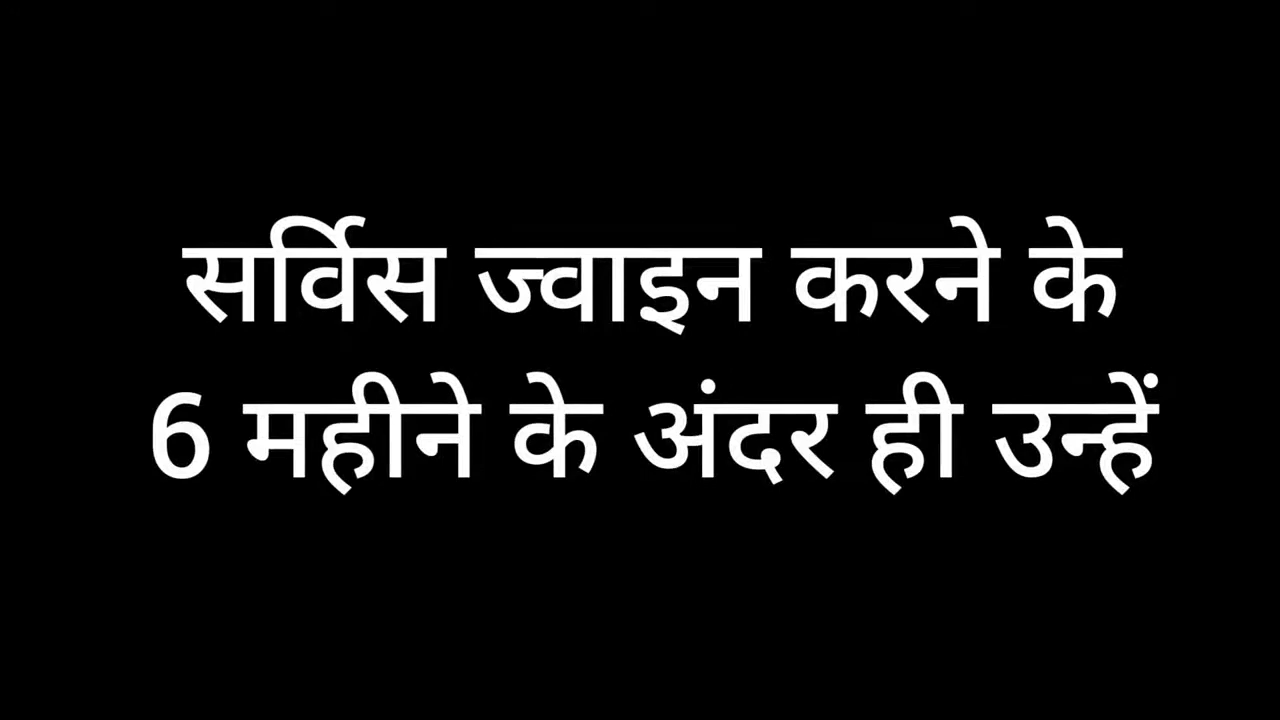 सर्विस ज्वाइन करने के
6 महीने के अंदर ही उन्हें